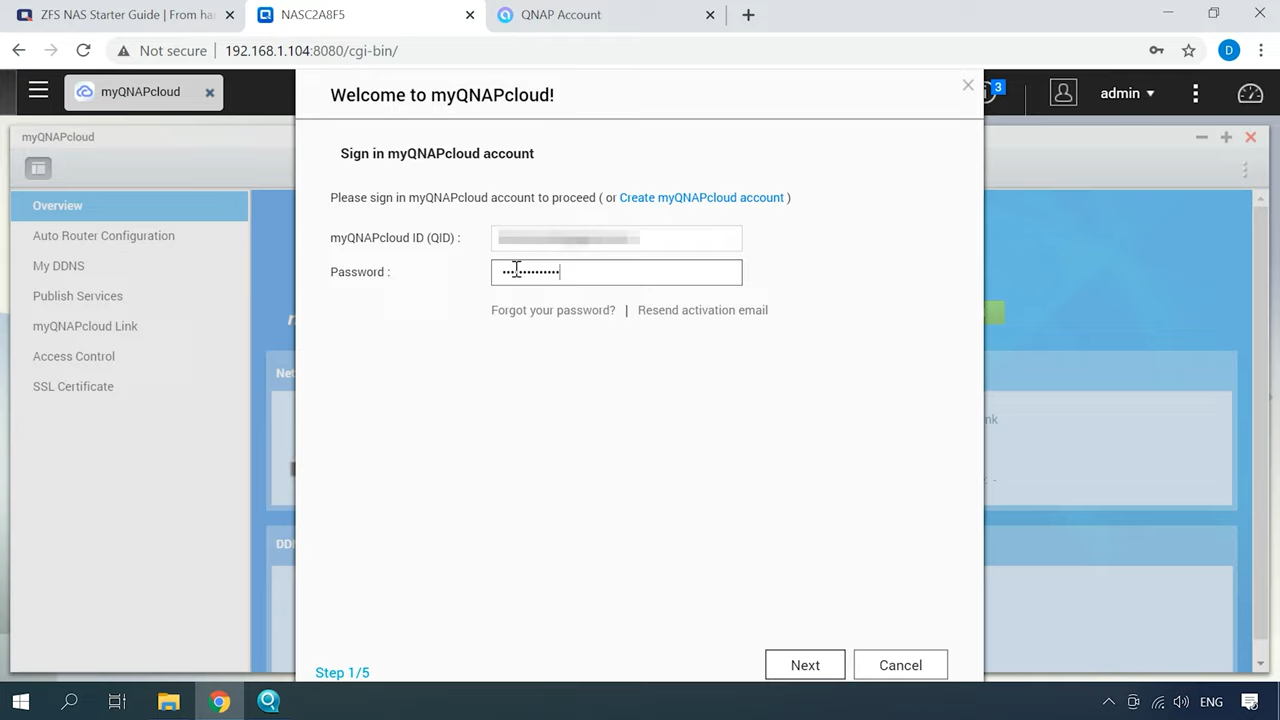 ZFS NAS Starter Guide | From ha
NASC2A8F5
QNAP Account
Not secure
192.168.1.104:8080/cgi-bin/
D
myQNAPcloud
3
admin
myQNAPcloud
Overview
Auto Router Configuration
My DDNS
Publish Services
myQNAPcloud Link
Access Control
SSL Certificate
Net
DDN
nk
Welcome to myQNAPcloud!
Sign in myQNAPcloud account
Please sign in myQNAPcloud account to proceed ( or Create myQNAPcloud account )
myQNAPcloud ID (QID) :
Password :
Forgot your password? | Resend activation email
Step 1/5
Next
Cancel
ENG